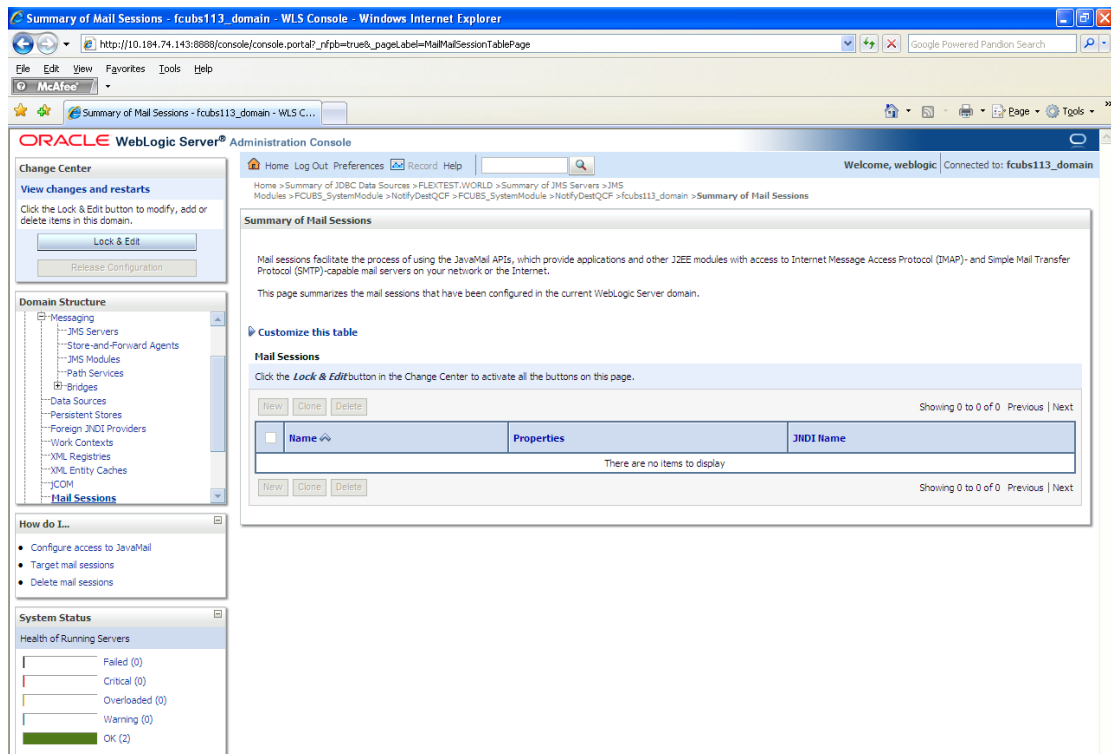 Summary of Mail Sessions - fcubs113_domain - WLS Console - Windows Internet Explorer
http://10.184.74.143:8888/console/console.portal?_nfpb=true&_pageLabel=MailMailSessionTablePage
Google Powered Pandion Search
File Edit View Favorites Tools Help
McAfee
Summary of Mail Sessions - fcubs113_domain - WLS C...
Page Tools »
ORACLE WebLogic Server® Administration Console
Change Center
View changes and restarts
Click the Lock & Edit button to modify, add or
delete items in this domain.
Lock & Edit
Release Configuration
Domain Structure
Messaging
JMS Servers
Store-and-Forward Agents
JMS Modules
Path Services
Bridges
Data Sources
Persistent Stores
Foreign JNDI Providers
Work Contexts
XML Registries
XML Entity Caches
jCOM
Mail Sessions
How do I...
Configure access to JavaMail
Target mail sessions
Delete mail sessions
System Status
Health of Running Servers
Failed (0)
Critical (0)
Overloaded (0)
Warning (0)
OK (2)
Home Log Out Preferences Record Help
Welcome, weblogic Connected to: fcubs113_domain
Home >Summary of JDBC Data Sources >FLEXTEST.WORLD >Summary of JMS Servers >JMS
Modules >FCUBS_SystemModule >NotifyDestQCF >FCUBS_SystemModule >NotifyDestQCF >fcubs113_domain >Summary of Mail Sessions
Summary of Mail Sessions
Mail sessions facilitate the process of using the JavaMail APIs, which provide applications and other J2EE modules with access to Internet Message Access Protocol (IMAP)- and Simple Mail Transfer
Protocol (SMTP)-capable mail servers on your network or the Internet.
This page summarizes the mail sessions that have been configured in the current WebLogic Server domain.
Customize this table
Mail Sessions
Click the Lock & Edit button in the Change Center to activate all the buttons on this page.
New Clone Delete
Showing 0 to 0 of 0 Previous | Next
Name Properties JNDI Name
There are no items to display
New Clone Delete
Showing 0 to 0 of 0 Previous | Next